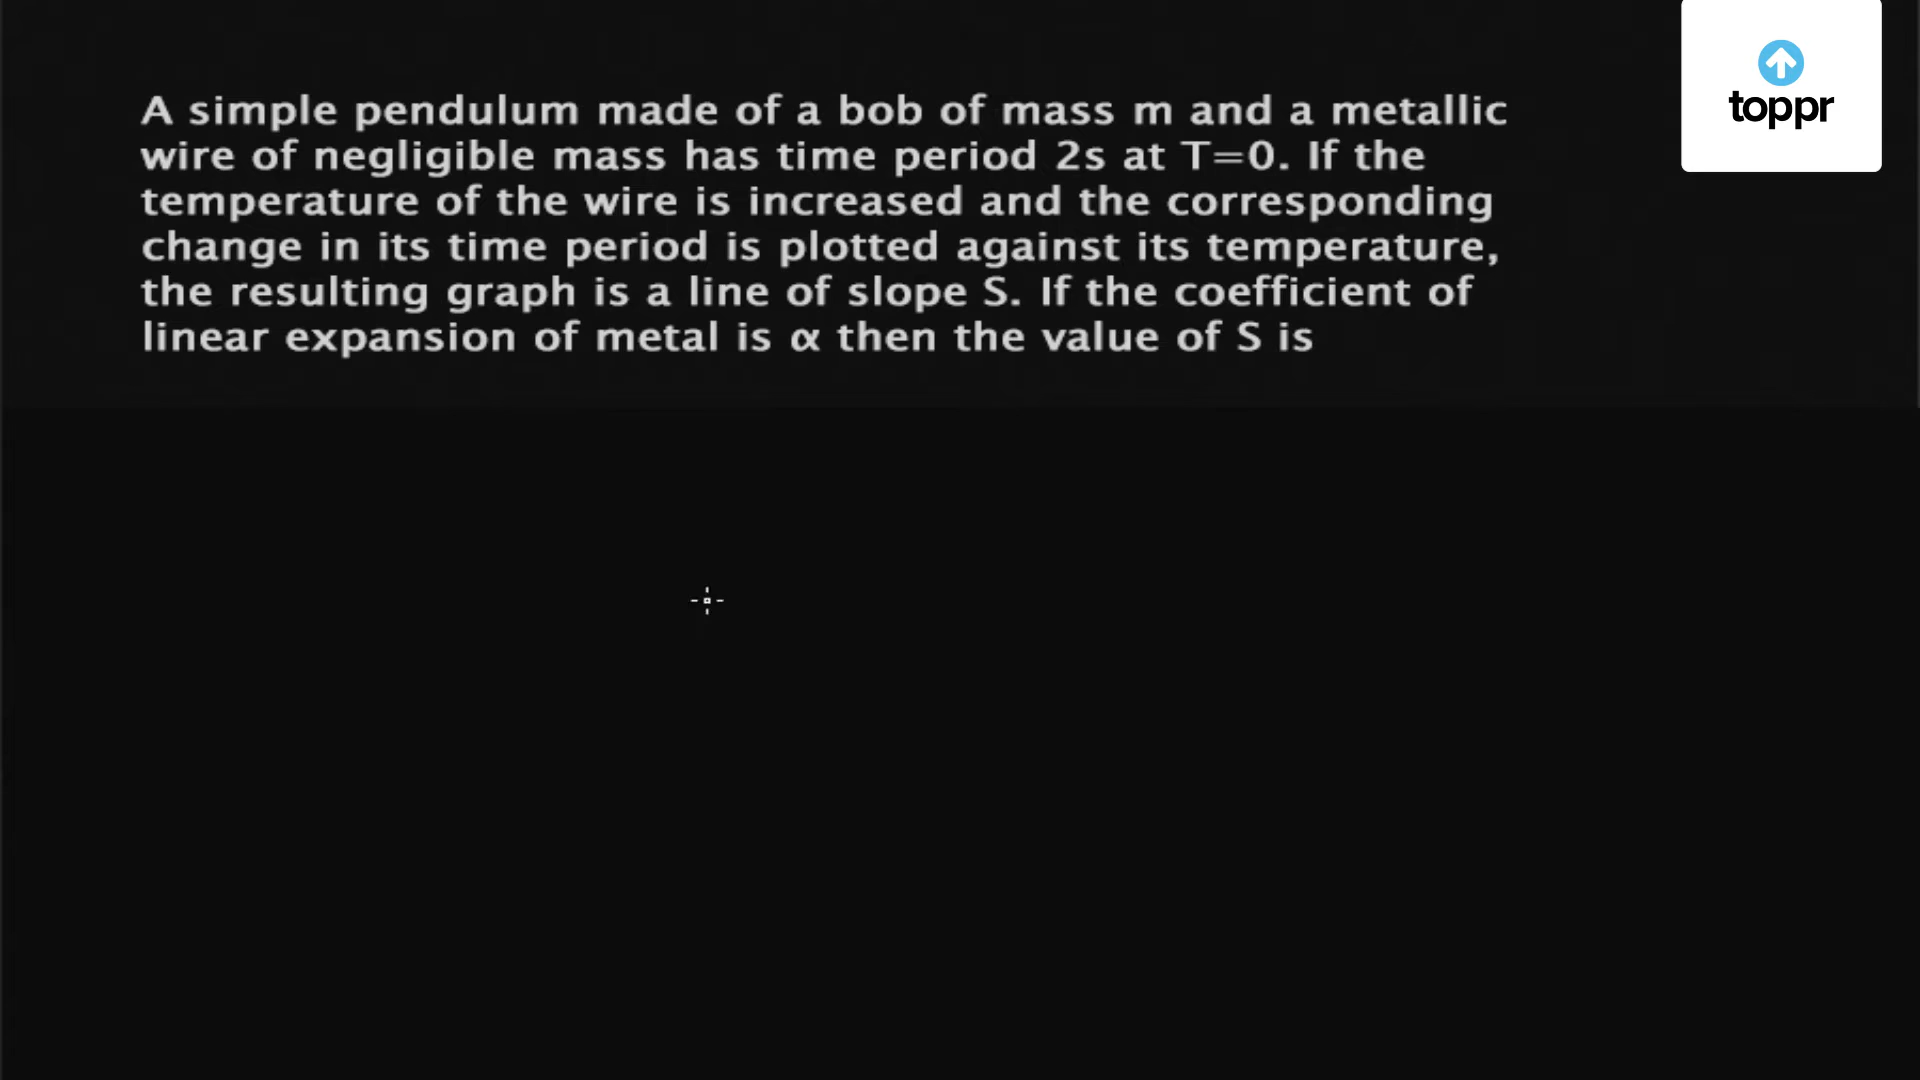 A simple pendulum made of a bob of mass m and a metallic
wire of negligible mass has time period 2s at T=0. If the
temperature of the wire is increased and the corresponding
change in its time period is plotted against its temperature,
the resulting graph is a line of slope S. If the coefficient of
linear expansion of metal is α then the value of S is
toppr